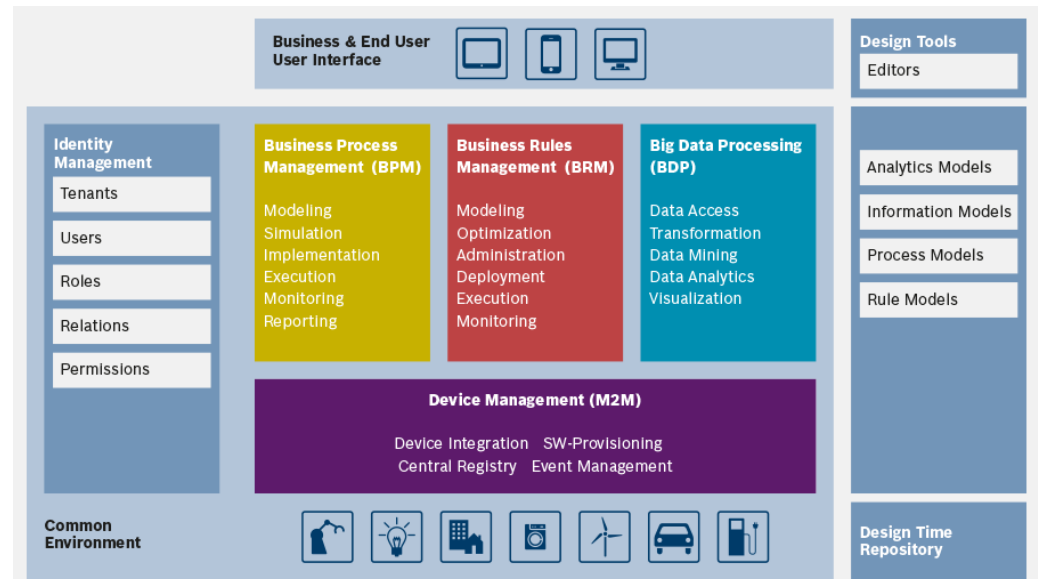 Business & End User
User Interface
Design Tools
Editors
Identity
Management
Tenants
Users
Roles
Relations
Permissions
Business Process
Management (BPM)
Modeling
Simulation
Implementation
Execution
Monitoring
Reporting
Business Rules
Management (BRM)
Modeling
Optimization
Administration
Deployment
Execution
Monitoring
Big Data Processing
(BDP)
Data Access
Transformation
Data Mining
Data Analytics
Visualization
Analytics Models
Information Models
Process Models
Rule Models
Device Management (M2M)
Device Integration SW-Provisioning
Central Registry Event Management
Common
Environment
Design Time
Repository